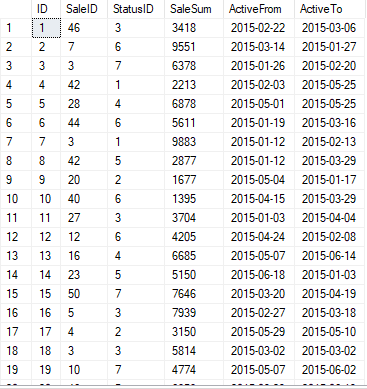 ID SaleID StatusID SaleSum ActiveFrom ActiveTo
1 1 46 3 3418 2015-02-22 2015-03-06
2 2 7 6 9551 2015-03-14 2015-01-27
3 3 3 7 6378 2015-01-26 2015-02-20
4 4 42 1 2213 2015-02-03 2015-05-25
5 5 28 4 6878 2015-05-01 2015-05-25
6 6 44 6 5611 2015-01-19 2015-03-16
7 7 3 1 9883 2015-01-12 2015-02-13
8 8 42 5 2877 2015-01-12 2015-03-29
9 9 20 2 1677 2015-05-04 2015-01-17
10 10 40 6 1395 2015-04-15 2015-03-29
11 11 27 3 3704 2015-01-03 2015-04-04
12 12 12 6 4205 2015-04-24 2015-02-08
13 13 16 4 6685 2015-05-07 2015-06-14
14 14 23 5 5150 2015-06-18 2015-01-03
15 15 50 7 7646 2015-03-20 2015-04-19
16 16 5 3 7939 2015-02-27 2015-03-18
17 17 4 2 3150 2015-05-29 2015-05-10
18 18 3 3 5814 2015-03-02 2015-03-02
19 19 10 7 4774 2015-05-07 2015-06-02